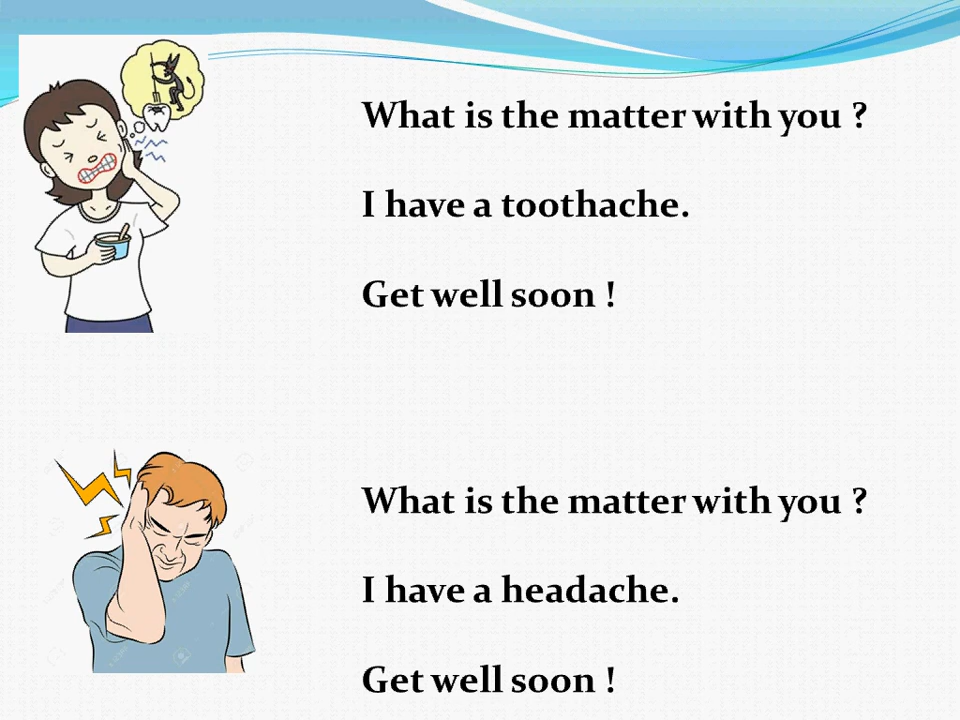 What is the matter with you ?
I have a toothache.
Get well soon !
What is the matter with you ?
I have a headache.
Get well soon !